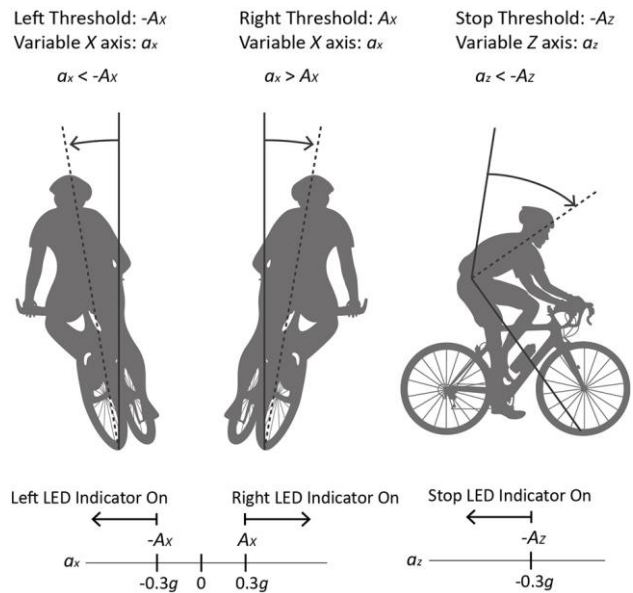 Left Threshold: -Ax
Variable X axis: ax
ax < -Ax
Right Threshold: Ax
Variable X axis: ax
ax > Ax
Stop Threshold: -Az
Variable Z axis: az
az < -Az
Left LED Indicator On
Right LED Indicator On
-Ax
Ax
ax
-0.3g
0
0.3g
Stop LED Indicator On
-Az
az
-0.3g